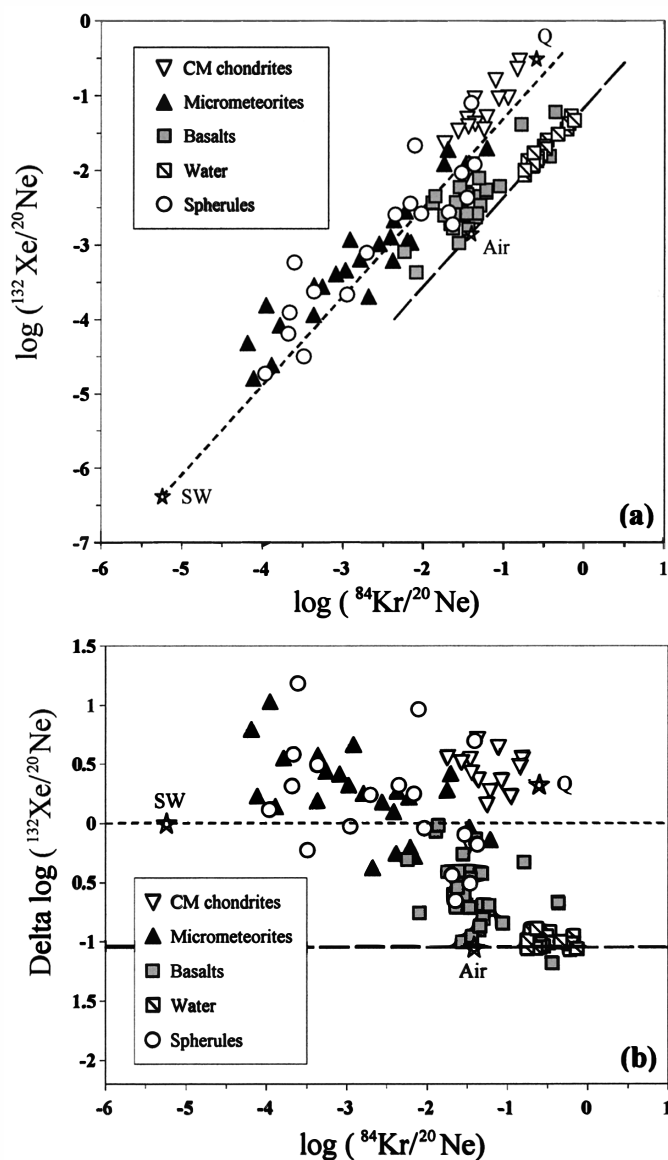 0
-1
-2
-3
-4
-5
-6
-7
log (¹³²Xe/²⁰Ne)
CM chondrites
Micrometeorites
Basalts
Water
Spherules
Q
Air
SW
(a)
-6 -5 -4 -3 -2 -1 0 1
log (⁸⁴Kr/²⁰Ne)
1.5
1
0.5
0
0.5
-1
1.5
-2
Delta log (¹³²Xe/²⁰Ne)
SW
Q
CM chondrites
Micrometeorites
Basalts
Water
Spherules
Air
(b)
-6 -5 -4 -3 -2 -1 0 1
log (⁸⁴Kr/²⁰Ne)